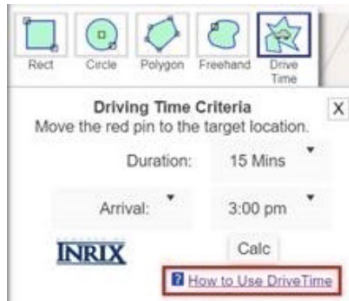 Rect Circle Polygon Freehand Drive
Time
Driving Time Criteria X
Move the red pin to the target location.
Duration: 15 Mins
Arrival: 3:00 pm
INRIX Calc
? How to Use DriveTime